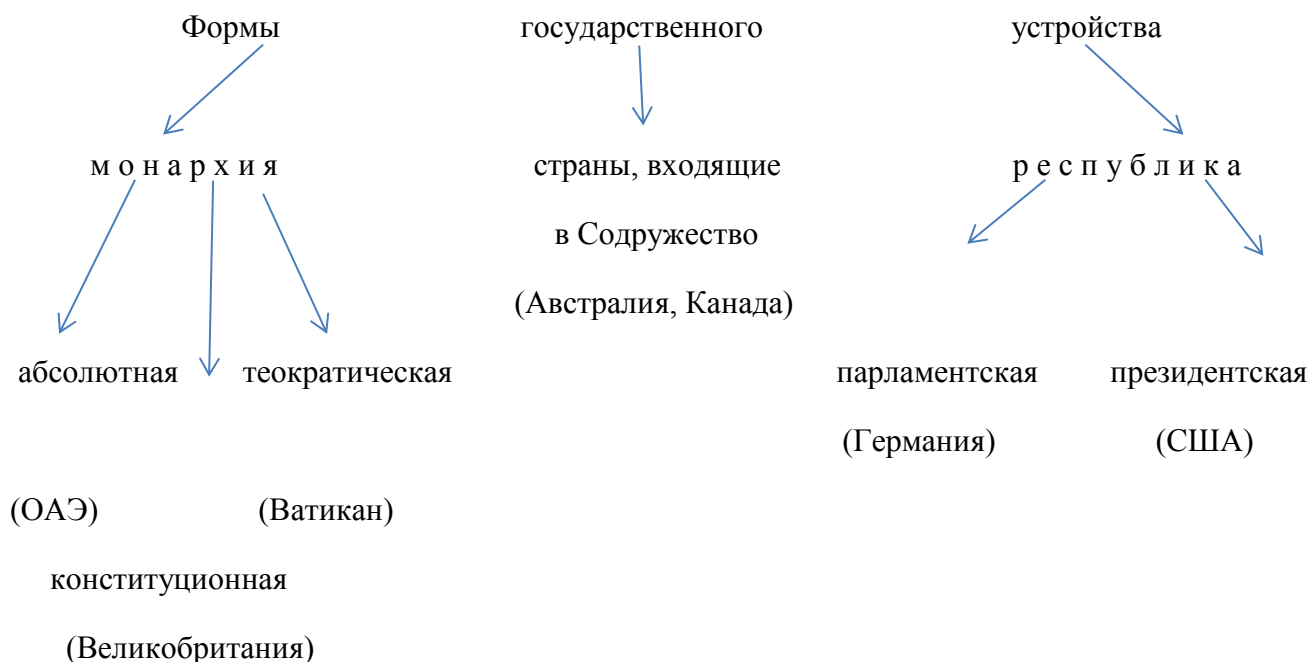 Формы государственного устройства
м о н а р х и я страны, входящие р е с п у б л и к а
в Содружество
(Австралия, Канада)
абсолютная теократическая парламентская президентская
(Германия) (США)
(ОАЭ) (Ватикан)
конституционная
(Великобритания)